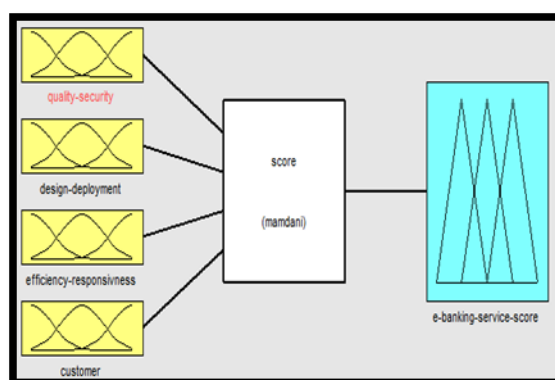 quality-security
design-deployment
efficiency-responsivness
customer
score
(mamdani)
e-banking-service-score